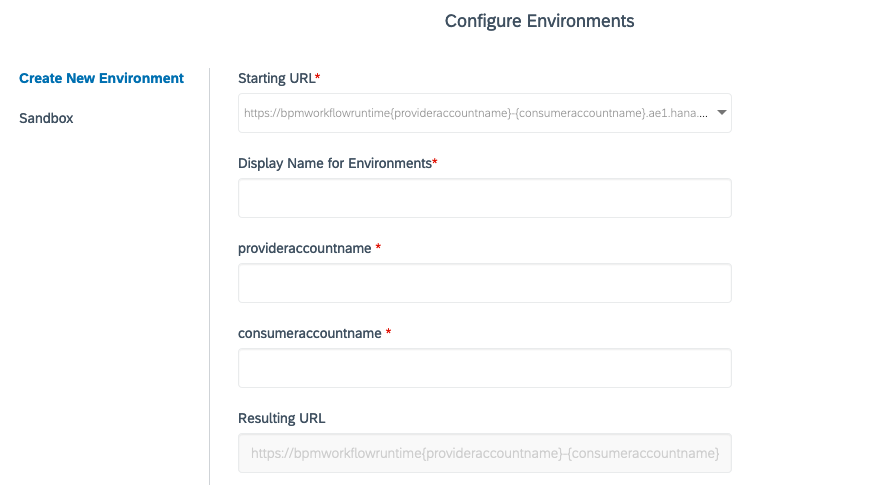 Configure Environments
Create New Environment
Sandbox
Starting URL*
https://bpmworkflowruntime{provideraccountname}-{consumeraccountname}.ae1.hana....
Display Name for Environments*
provideraccountname *
consumeraccountname *
Resulting URL
https://bpmworkflowruntime{provideraccountname}-{consumeraccountname}